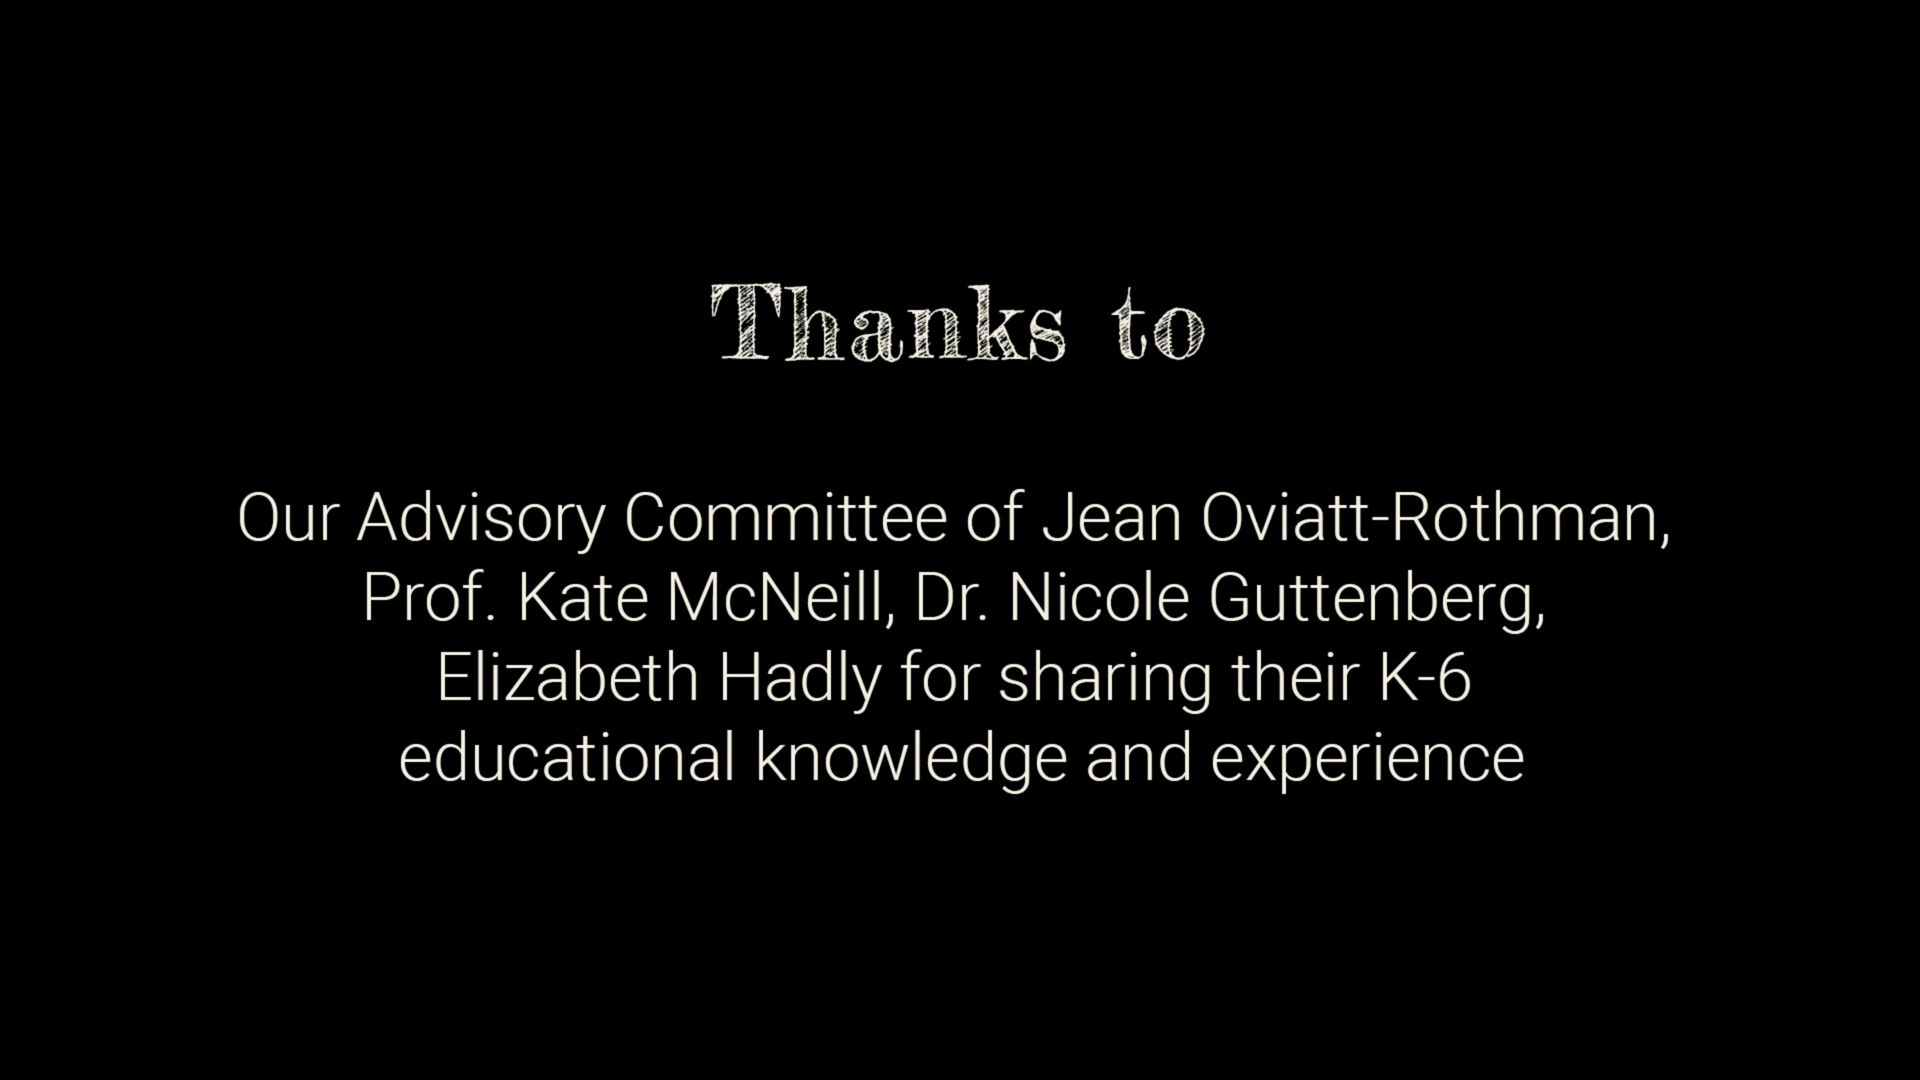 Thanks to
Our Advisory Committee of Jean Oviatt-Rothman,
Prof. Kate McNeill, Dr. Nicole Guttenberg,
Elizabeth Hadly for sharing their K-6
educational knowledge and experience